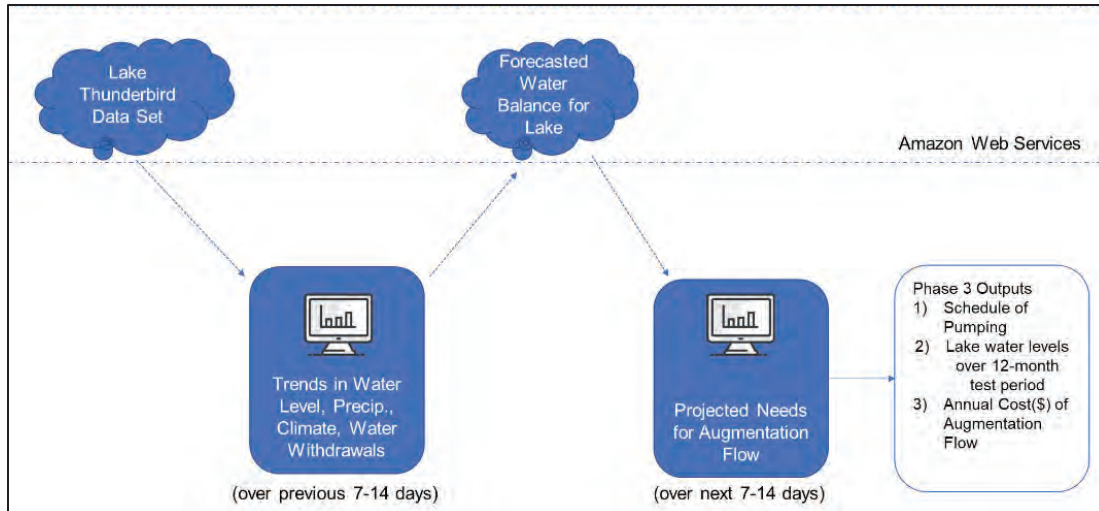 Lake
Thunderbird
Data Set
Forecasted
Water
Balance for
Lake
Amazon Web Services
Trends in Water
Level, Precip.,
Climate, Water
Withdrawals
(over previous 7-14 days)
Projected Needs
for Augmentation
Flow
(over next 7-14 days)
Phase 3 Outputs
1) Schedule of
Pumping
2) Lake water levels
over 12-month
test period
3) Annual Cost($) of
Augmentation
Flow